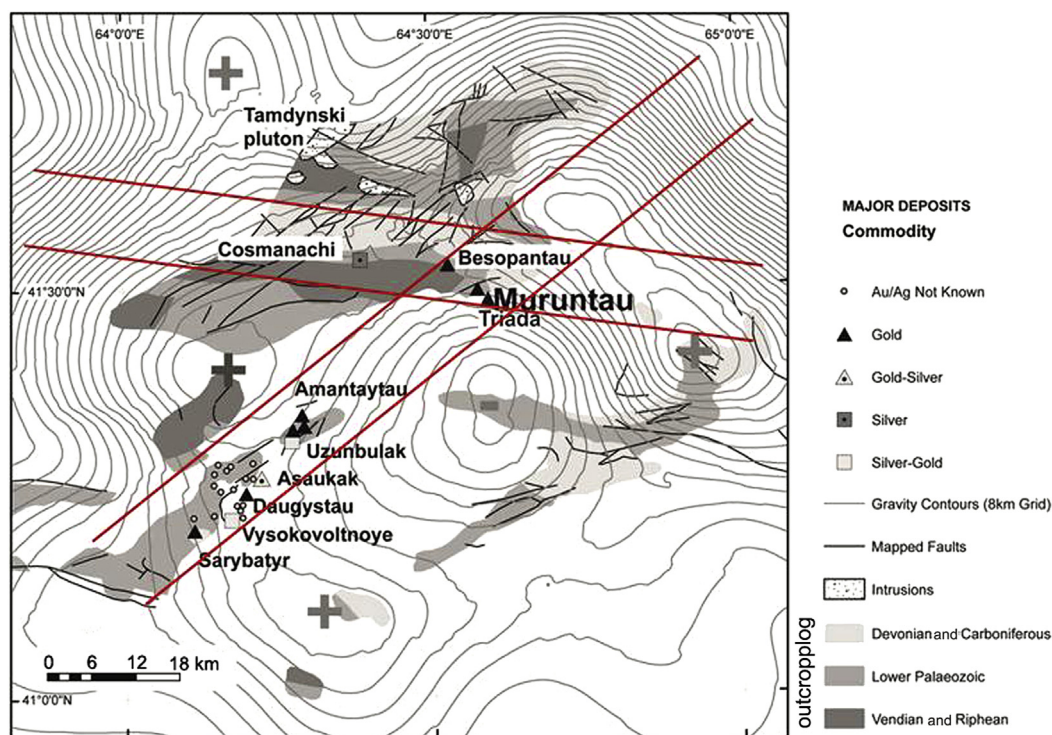 64°0'0"E
64°30'0"E
65°0'0"E
Tamdynski
pluton
Cosmanachi
Besopantau
41°30'0"N
Muruntau
Triada
Amantaytau
Uzunbulak
Asaukak
Daugystau
Vysokovoltnoye
Sarybatyr
0 6 12 18 km
41°0'0"N
MAJOR DEPOSITS
Commodity
Au/Ag Not Known
Gold
Gold-Silver
Silver
Silver-Gold
Gravity Contours (8km Grid)
Mapped Faults
Intrusions
outcropplog
Devonian and Carboniferous
Lower Palaeozoic
Vendian and Riphean